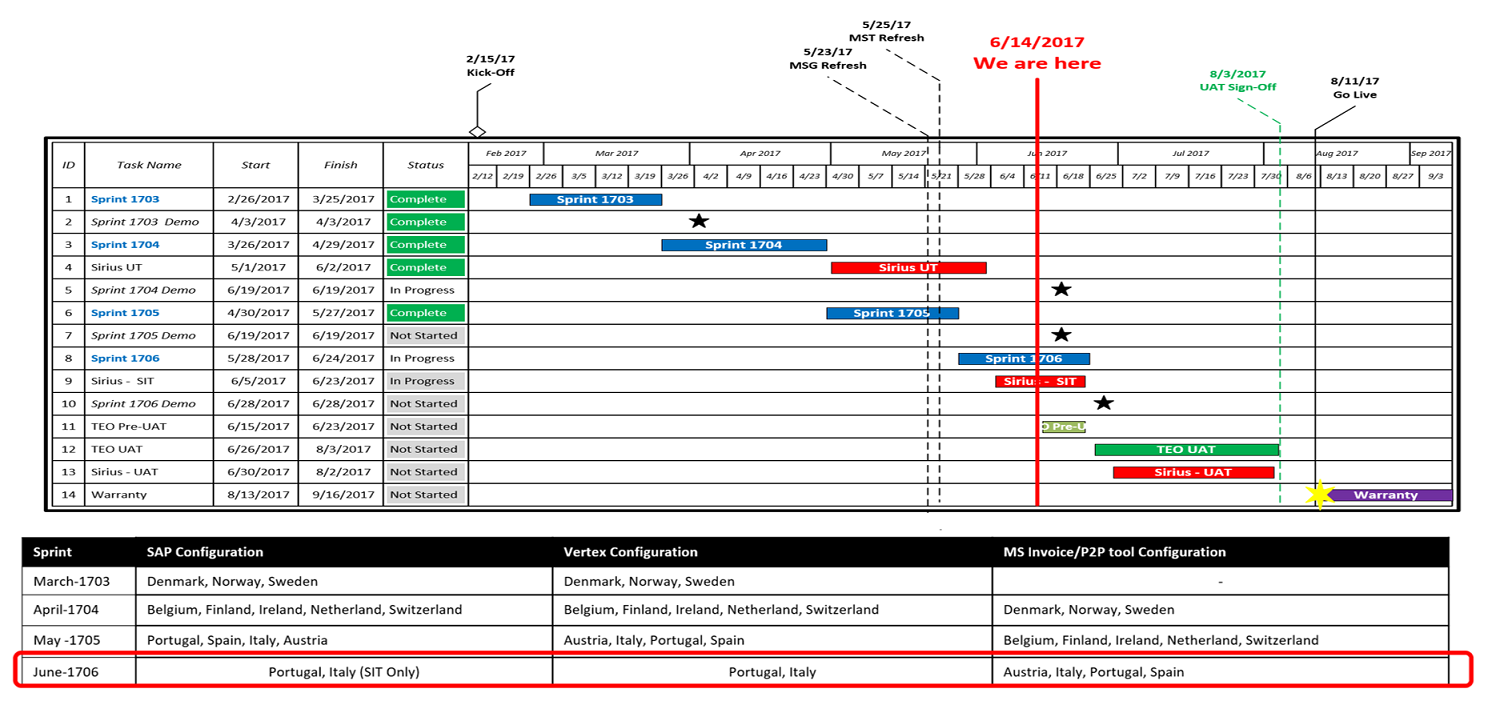 5/25/17
MST Refresh
6/14/2017
We are here
5/23/17
MSG Refresh
2/15/17
Kick-Off
8/3/2017
UAT Sign-Off
8/11/17
Go Live
ID Task Name Start Finish Status Feb 2017 Mar 2017 Apr 2017 May 2017 Jun 2017 Jul 2017 Aug 2017 Sep 2017
2/12 2/19 2/26 3/5 3/12 3/19 3/26 4/2 4/9 4/16 4/23 4/30 5/7 5/14 5/21 5/28 6/4 6/11 6/18 6/25 7/2 7/9 7/16 7/23 7/30 8/6 8/13 8/20 8/27 9/3
1 Sprint 1703 2/26/2017 3/25/2017 Complete Sprint 1703
2 Sprint 1703 Demo 4/3/2017 4/3/2017 Complete
3 Sprint 1704 3/26/2017 4/29/2017 Complete Sprint 1704
4 Sirius UT 5/1/2017 6/2/2017 Complete Sirius UT
5 Sprint 1704 Demo 6/19/2017 6/19/2017 In Progress
6 Sprint 1705 4/30/2017 5/27/2017 Complete Sprint 1705
7 Sprint 1705 Demo 6/19/2017 6/19/2017 Not Started
8 Sprint 1706 5/28/2017 6/24/2017 In Progress Sprint 1706
9 Sirius - SIT 6/5/2017 6/23/2017 In Progress Sirius - SIT
10 Sprint 1706 Demo 6/28/2017 6/28/2017 Not Started
11 TEO Pre-UAT 6/15/2017 6/23/2017 Not Started O Pre-U
12 TEO UAT 6/26/2017 8/3/2017 Not Started TEO UAT
13 Sirius - UAT 6/30/2017 8/2/2017 Not Started Sirius - UAT
14 Warranty 8/13/2017 9/16/2017 Not Started Warranty
Sprint SAP Configuration Vertex Configuration MS Invoice/P2P tool Configuration
March-1703 Denmark, Norway, Sweden Denmark, Norway, Sweden -
April-1704 Belgium, Finland, Ireland, Netherland, Switzerland Belgium, Finland, Ireland, Netherland, Switzerland Denmark, Norway, Sweden
May -1705 Portugal, Spain, Italy, Austria Austria, Italy, Portugal, Spain Belgium, Finland, Ireland, Netherland, Switzerland
June-1706 Portugal, Italy (SIT Only) Portugal, Italy Austria, Italy, Portugal, Spain